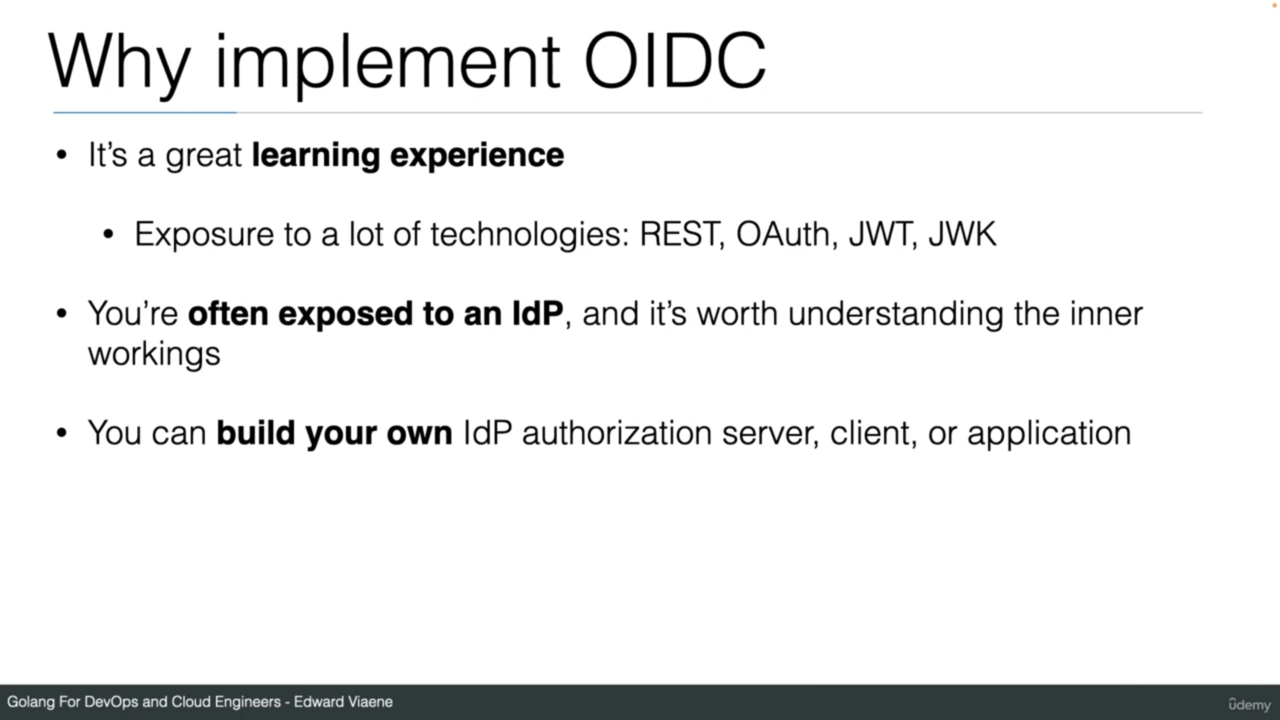 Why implement OIDC
• It’s a great learning experience
• Exposure to a lot of technologies: REST, OAuth, JWT, JWK
• You’re often exposed to an IdP, and it’s worth understanding the inner
workings
• You can build your own IdP authorization server, client, or application
Golang For DevOps and Cloud Engineers - Edward Viaene
ûdemy